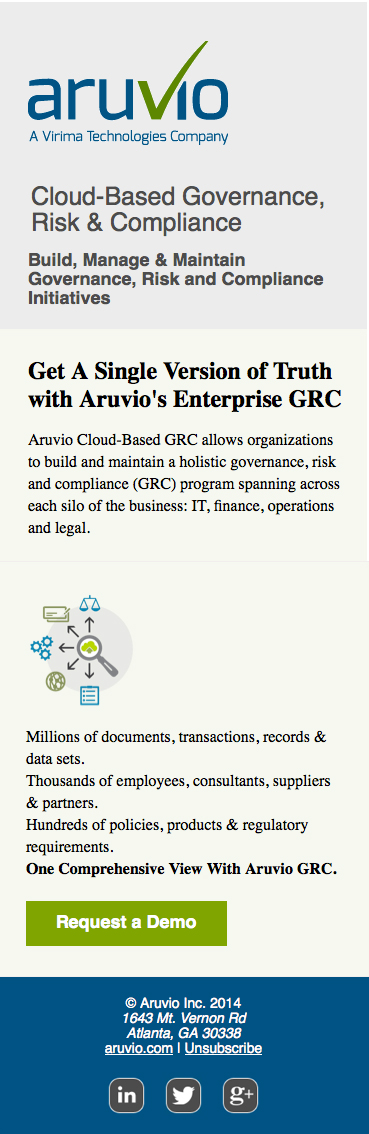 aruvio
A Virima Technologies Company
Cloud-Based Governance,
Risk & Compliance
Build, Manage & Maintain
Governance, Risk and Compliance
Initiatives
Get A Single Version of Truth
with Aruvio's Enterprise GRC
Aruvio Cloud-Based GRC allows organizations
to build and maintain a holistic governance, risk
and compliance (GRC) program spanning across
each silo of the business: IT, finance, operations
and legal.
Millions of documents, transactions, records &
data sets.
Thousands of employees, consultants, suppliers
& partners.
Hundreds of policies, products & regulatory
requirements.
One Comprehensive View With Aruvio GRC.
Request a Demo
© Aruvio Inc. 2014
1643 Mt. Vernon Rd
Atlanta, GA 30338
aruvio.com | Unsubscribe
in
g+